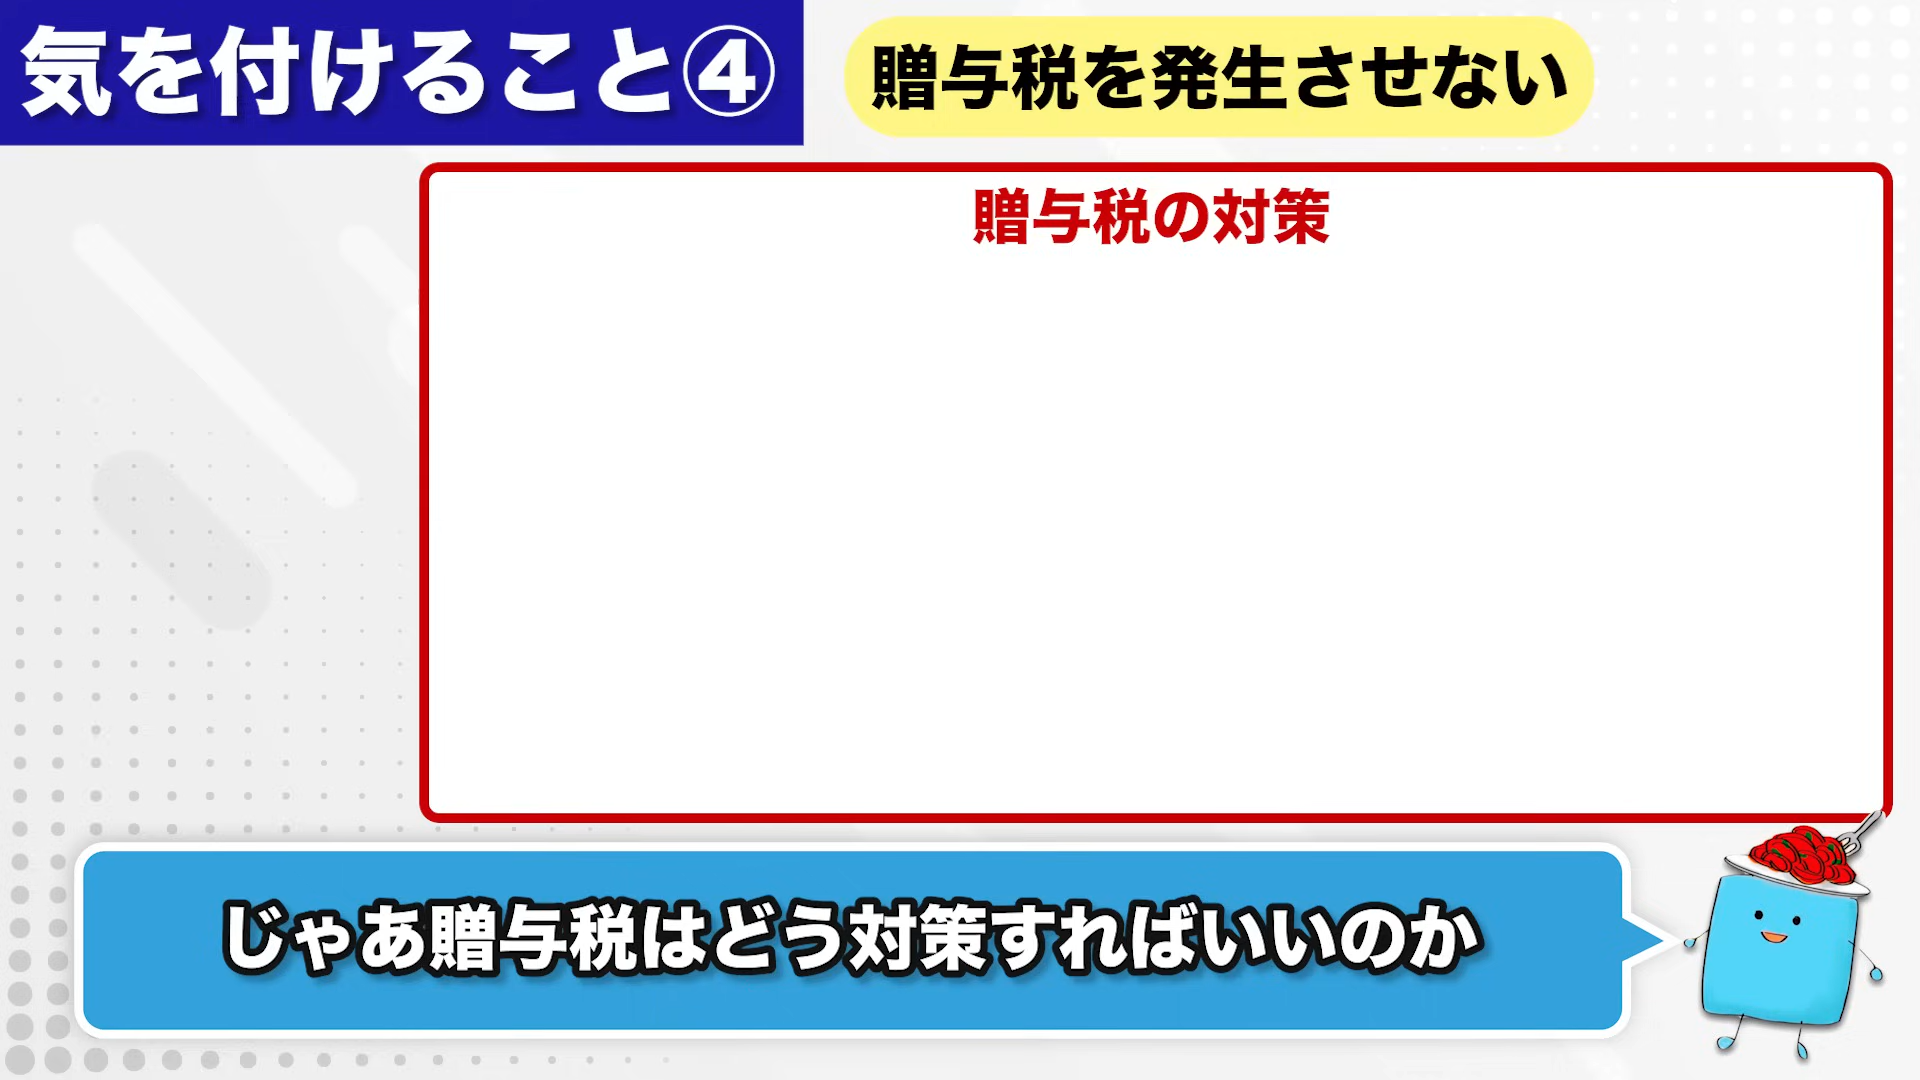 気を付けること④
贈与税を発生させない
贈与税の対策
じゃあ贈与税はどう対策すればいいのか